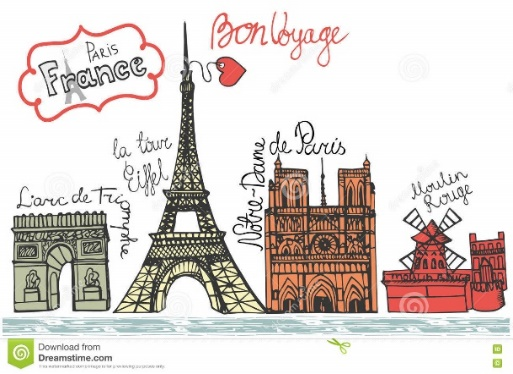 Bon Voyage
Paris
France
la tour
Eiffel
Notre-Dame de Paris
L'arc de Triomphe
Moulin
Rouge
Download from
Dreamstime.com